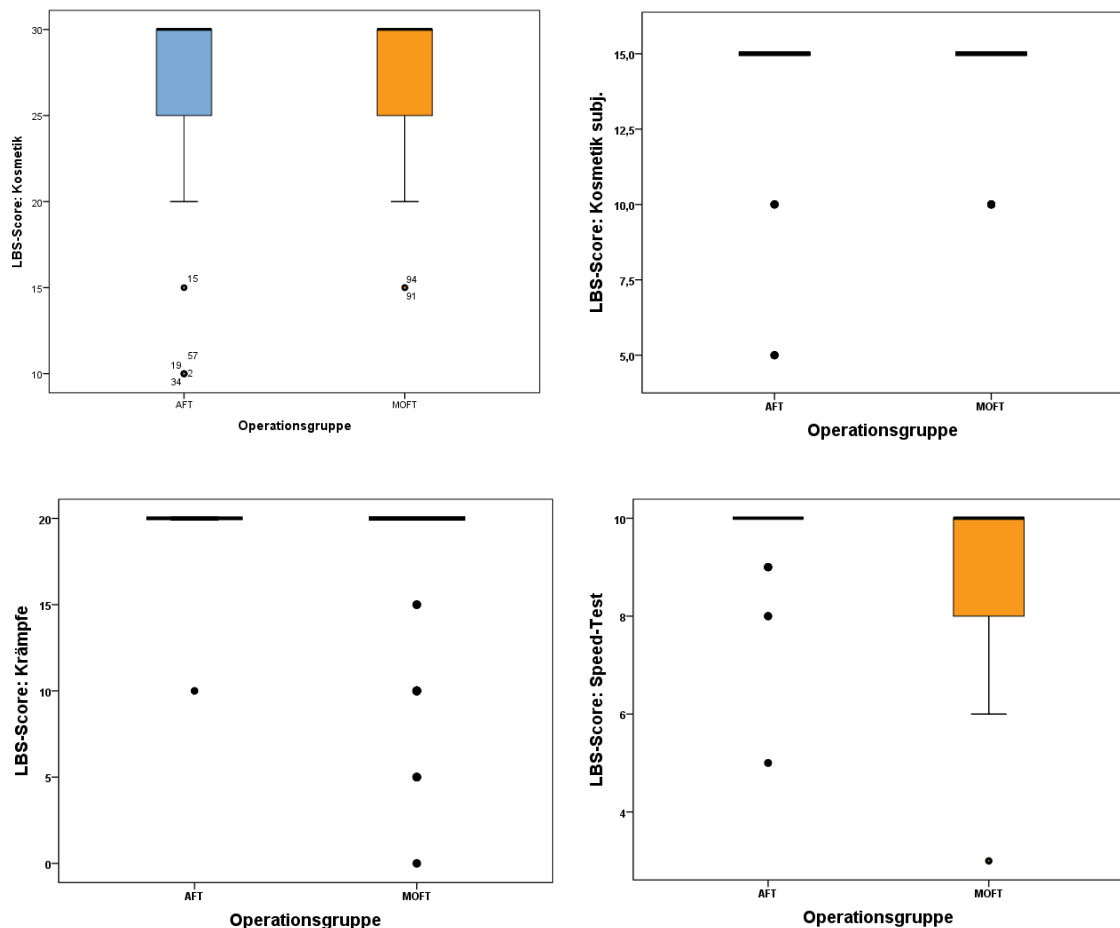 LBS-Score: Kosmetik
30
25
20
15
10
15
57
19
2
34
94
91
AFT
MOFT
Operationsgruppe
LBS-Score: Kosmetik subj.
15,0
12,5
10,0
7,5
5,0
AFT
MOFT
Operationsgruppe
LBS-Score: Krämpfe
20
15
10
5
0
AFT
MOFT
Operationsgruppe
LBS-Score: Speed-Test
10
8
6
4
AFT
MOFT
Operationsgruppe